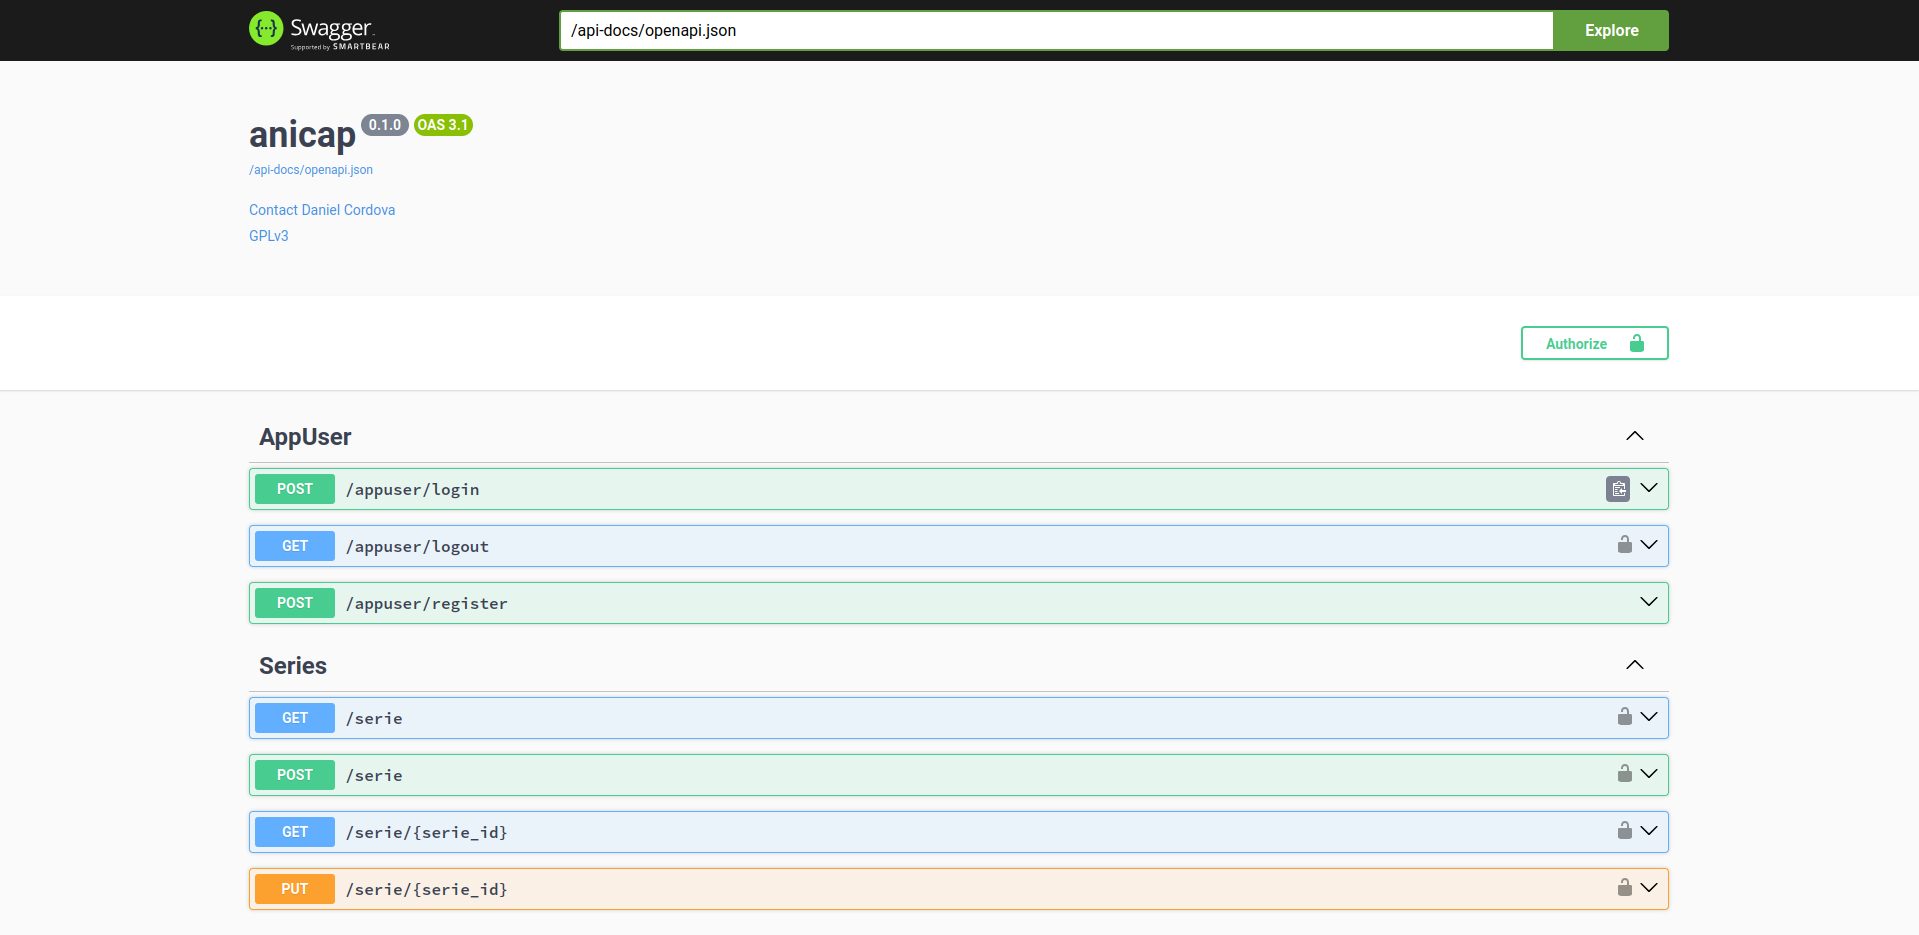 Swagger.
Supported by SMARTBEAR
/api-docs/openapi.json
Explore
anicap 0.1.0 OAS 3.1
/api-docs/openapi.json
Contact Daniel Cordova
GPLv3
Authorize
AppUser
POST /appuser/login
GET /appuser/logout
POST /appuser/register
Series
GET /serie
POST /serie
GET /serie/{serie_id}
PUT /serie/{serie_id}